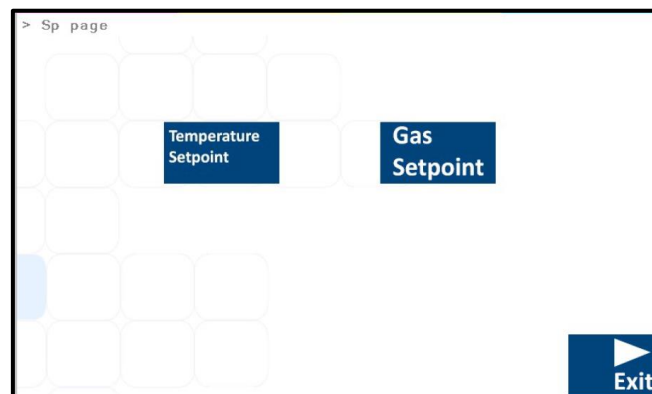 > Sp page
Temperature
Setpoint
Gas
Setpoint
Exit